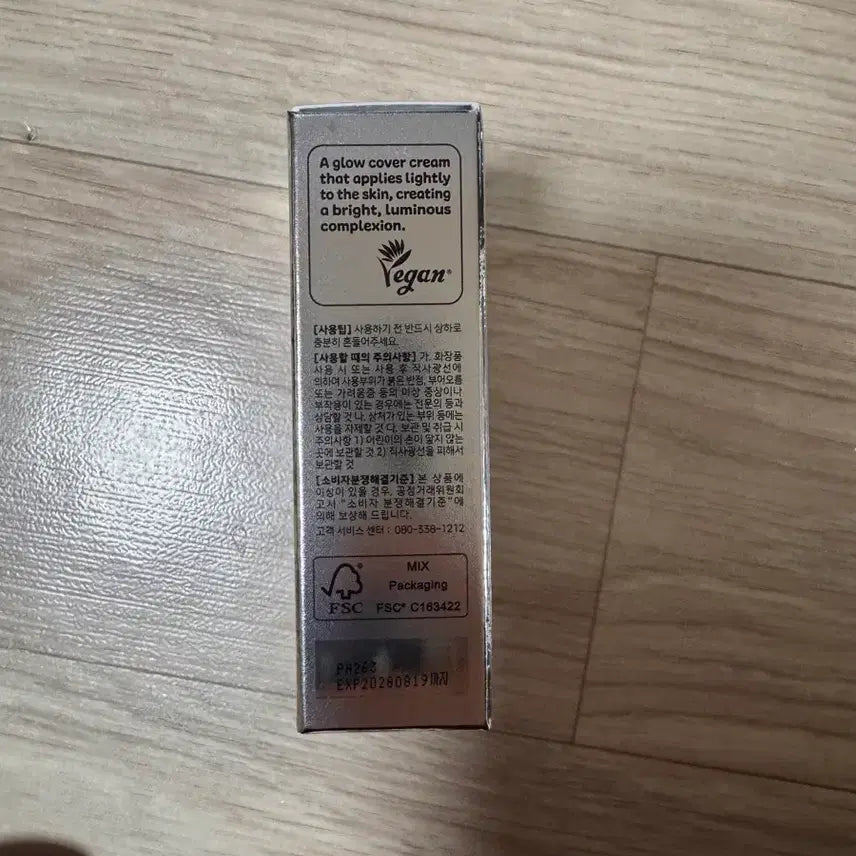 A glow cover cream
that applies lightly
to the skin, creating
a bright, luminous
complexion.
Vegan®
[사용팁] 사용하기 전 반드시 상하로
충분히 흔들어주세요.
[사용할 때의 주의사항] 가. 화장품
사용 시 또는 사용 후 직사광선에
의하여 사용부위가 붉은 반점, 부어오름
또는 가려움증 등의 이상 증상이나
부작용이 있는 경우에는 전문의 등과
상담할 것 나. 상처가 있는 부위 등에는
사용을 자제할 것 다. 보관 및 취급 시
주의사항 1) 어린이의 손이 닿지 않는
곳에 보관할 것 2) 직사광선을 피해서
보관할 것
[소비자분쟁해결기준] 본 상품에
이상이 있을 경우, 공정거래위원회
고시 "소비자 분쟁해결기준"에
의해 보상해 드립니다.
고객 서비스 센터 : 080-338-1212
FSC
MIX
Packaging
FSC® C163422
PA263
EXP20280819까지